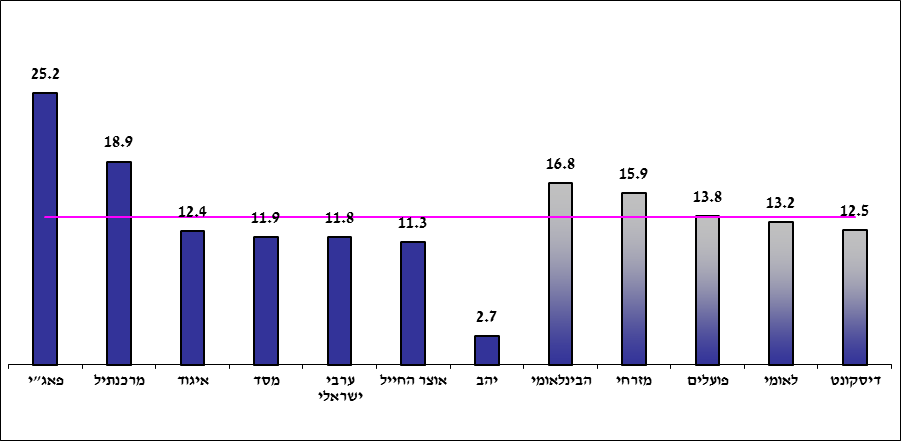 25.2
18.9
12.4
11.9
11.8
11.3
2.7
16.8
15.9
13.8
13.2
12.5
פאג״י
מרכנתיל
איגוד
מסד
ערבי
ישראלי
אוצר החייל
יהב
הבינלאומי
מזרחי
פועלים
לאומי
דיסקונט